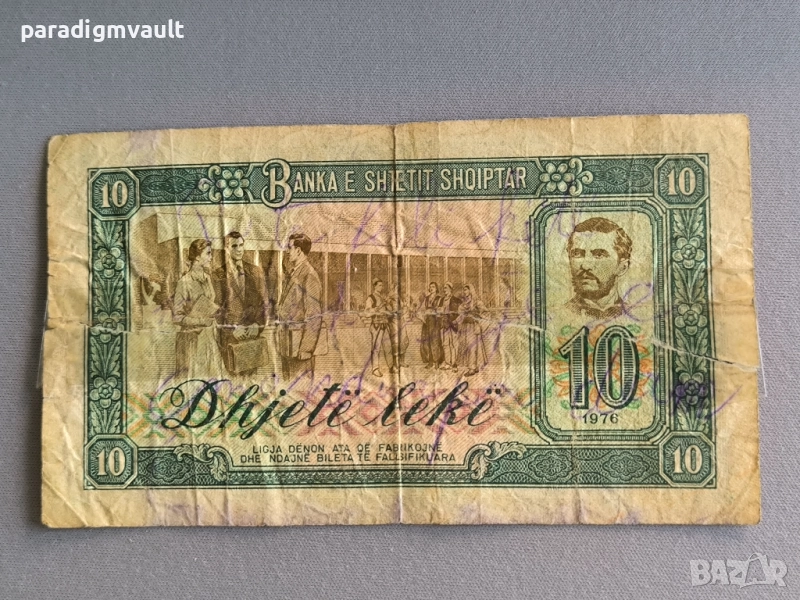 paradigmvault
10 BANKA E SHTETIT SHQIPTAR 10
10
1976
Dhjetë lekë
LIGJA DËNON ATA QË FABRIKOJNË
DHE NDAJNË BILETA TË FALSIFIKUARA
10 10
BAZAR